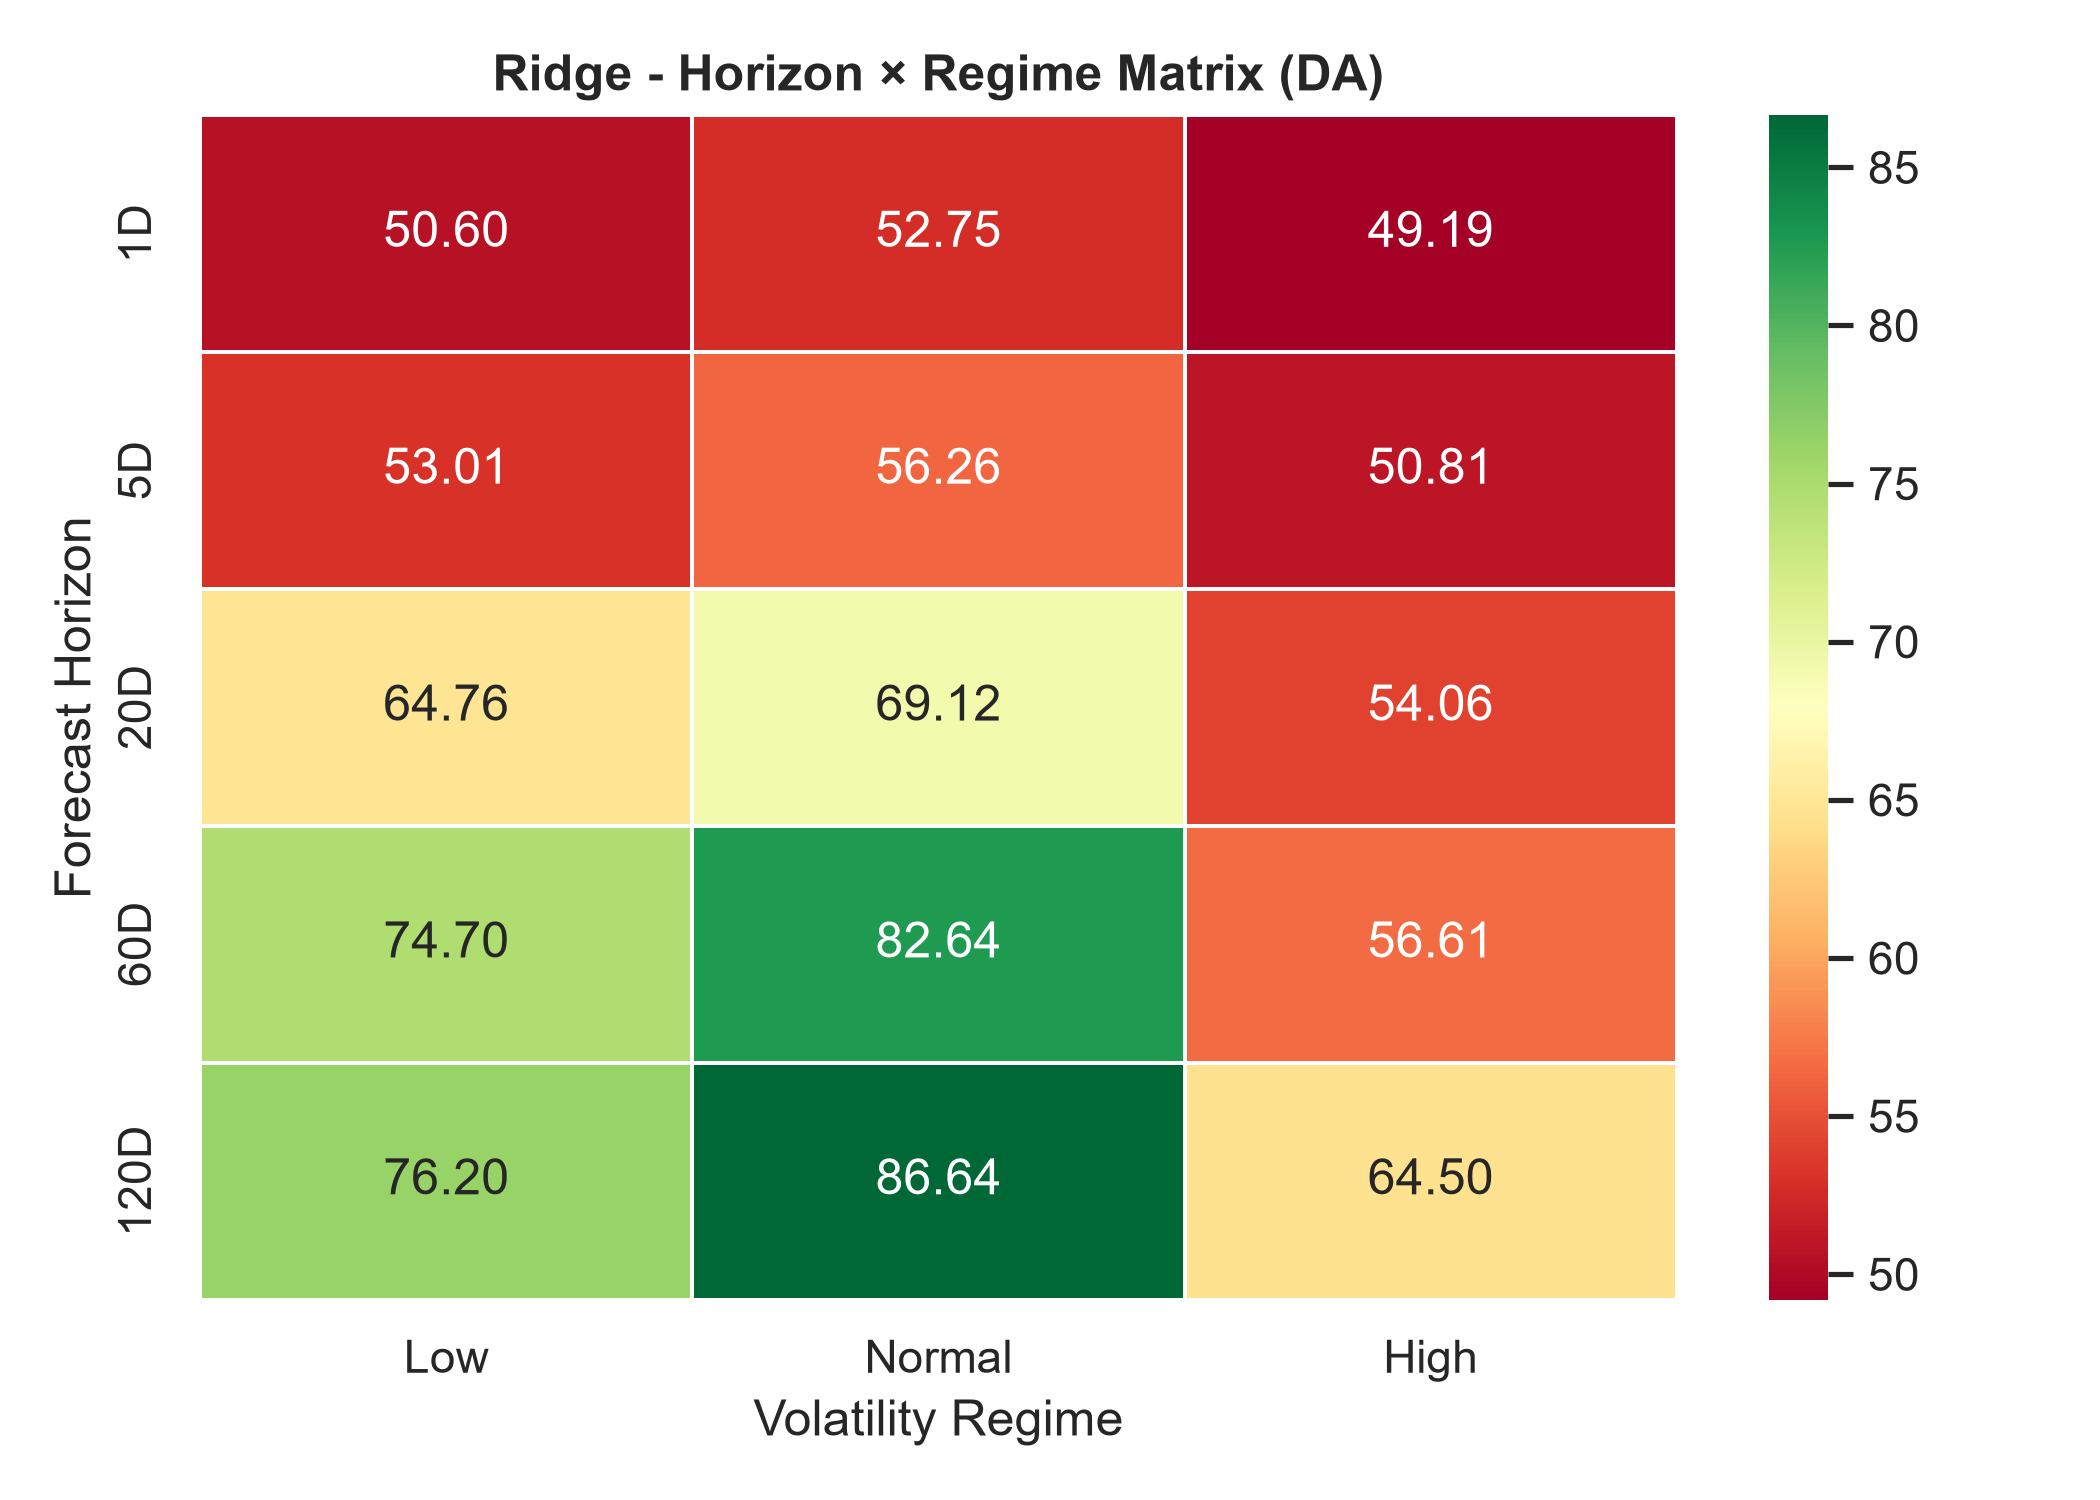 Ridge - Horizon × Regime Matrix (DA)
Forecast Horizon
1D 50.60 52.75 49.19
5D 53.01 56.26 50.81
20D 64.76 69.12 54.06
60D 74.70 82.64 56.61
120D 76.20 86.64 64.50
Low Normal High
Volatility Regime
85
80
75
70
65
60
55
50